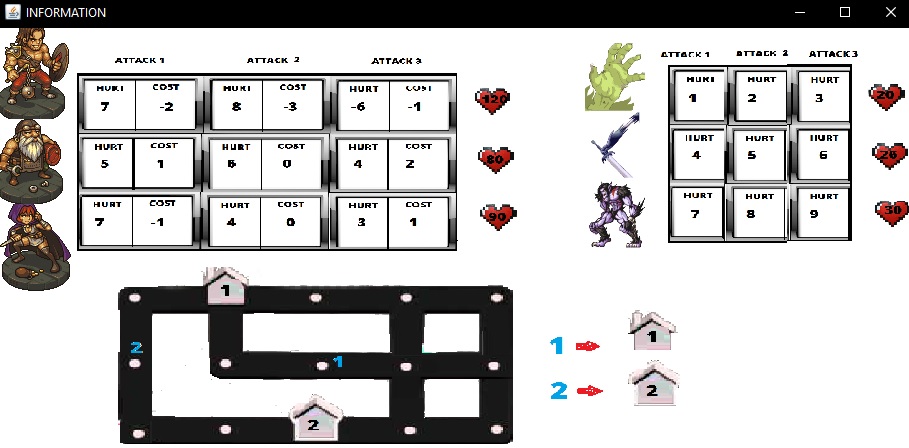 INFORMATION
ATTACK 1 ATTACK 2 ATTACK 3
HURT COST HURT COST HURT COST
7 -2 8 -3 -6 -1
120
HURT COST HURT COST HURT COST
5 1 6 0 4 2
80
HURT COST HURT COST HURT COST
7 -1 4 0 3 1
90
ATTACK 1 ATTACK 2 ATTACK 3
HURT HURT HURT
1 2 3
20
HURT HURT HURT
4 5 6
26
HURT HURT HURT
7 8 9
30
1
2
1
2
1 1
2 2